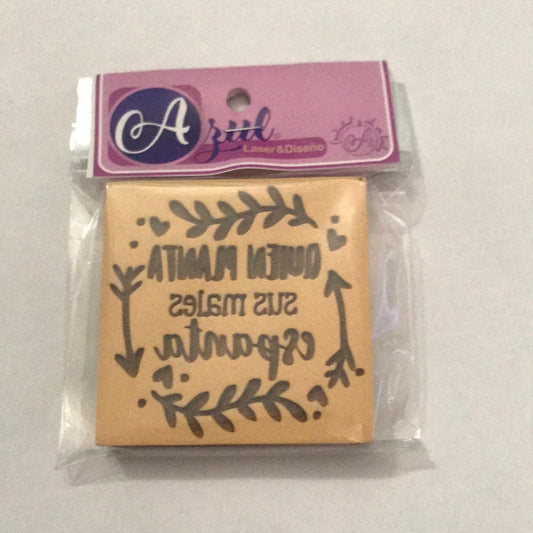 Azul
Laser&Diseño
QUIEN PLANTA
sus males
espanta